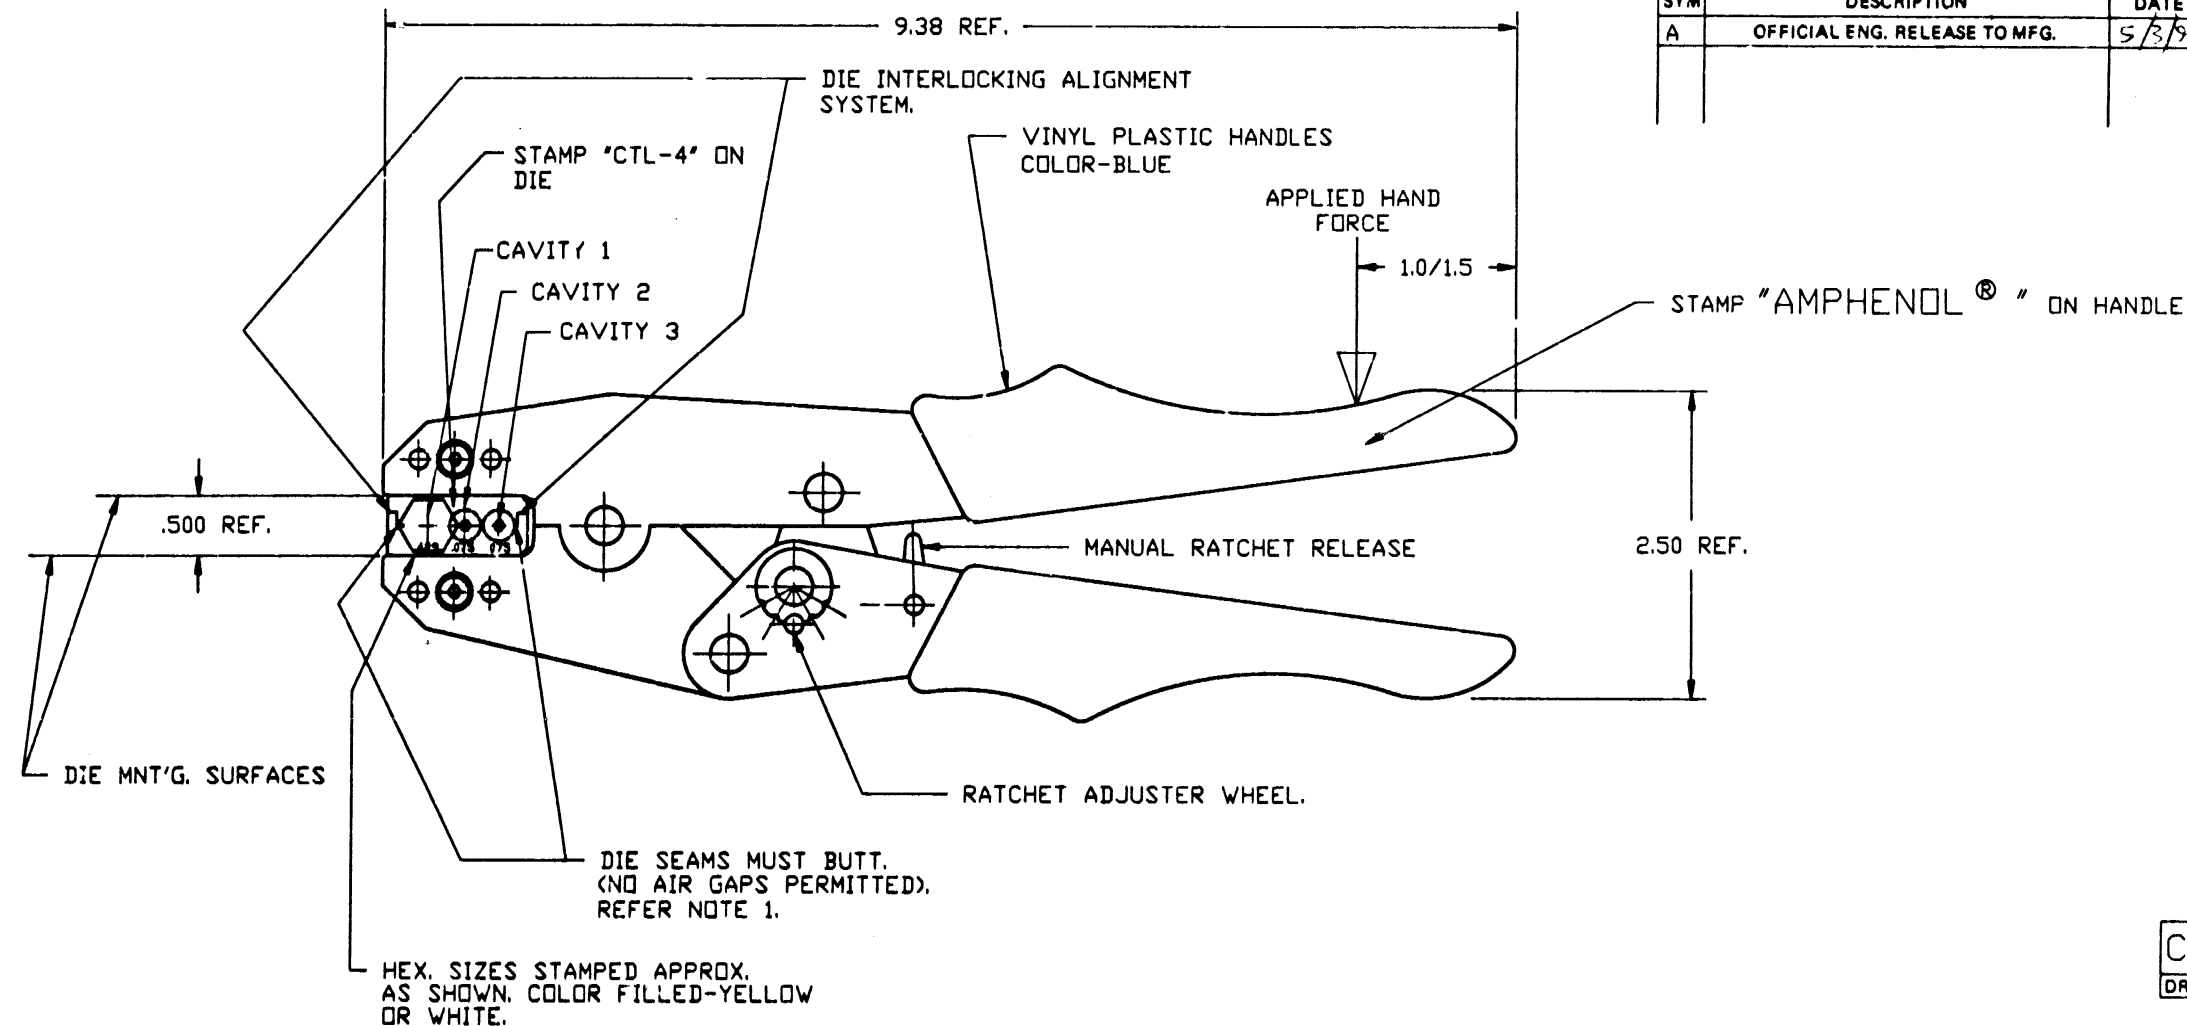 9.38 REF.
SYM DESCRIPTION DATE
A OFFICIAL ENG. RELEASE TO MFG. 5/3/9
DIE INTERLOCKING ALIGNMENT
SYSTEM.
VINYL PLASTIC HANDLES
COLOR-BLUE
STAMP "CTL-4" ON
DIE
APPLIED HAND
FORCE
CAVITY 1
1.0/1.5
CAVITY 2
STAMP "AMPHENOL ® " ON HANDLE
CAVITY 3
.500 REF.
MANUAL RATCHET RELEASE
2.50 REF.
DIE MNT'G. SURFACES
RATCHET ADJUSTER WHEEL.
DIE SEAMS MUST BUTT.
(NO AIR GAPS PERMITTED).
REFER NOTE 1.
HEX. SIZES STAMPED APPROX.
AS SHOWN. COLOR FILLED-YELLOW
OR WHITE.
C
DR